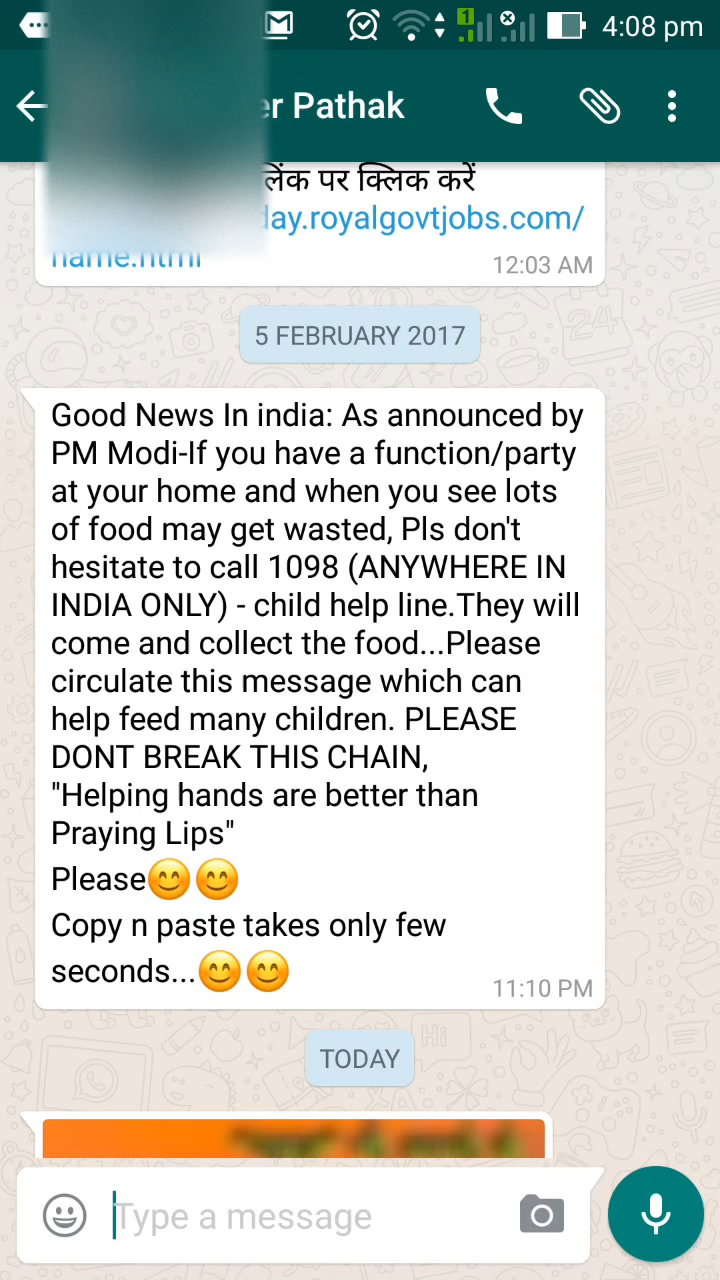 4:08 pm
Pathak
लिंक पर क्लिक करें
day.royalgovtjobs.com/
name.html
12:03 AM
5 FEBRUARY 2017
Good News In india: As announced by
PM Modi-If you have a function/party
at your home and when you see lots
of food may get wasted, Pls don't
hesitate to call 1098 (ANYWHERE IN
INDIA ONLY) - child help line.They will
come and collect the food...Please
circulate this message which can
help feed many children. PLEASE
DONT BREAK THIS CHAIN,
"Helping hands are better than
Praying Lips"
Please😊😊
Copy n paste takes only few
seconds...😊😊
11:10 PM
TODAY
Type a message